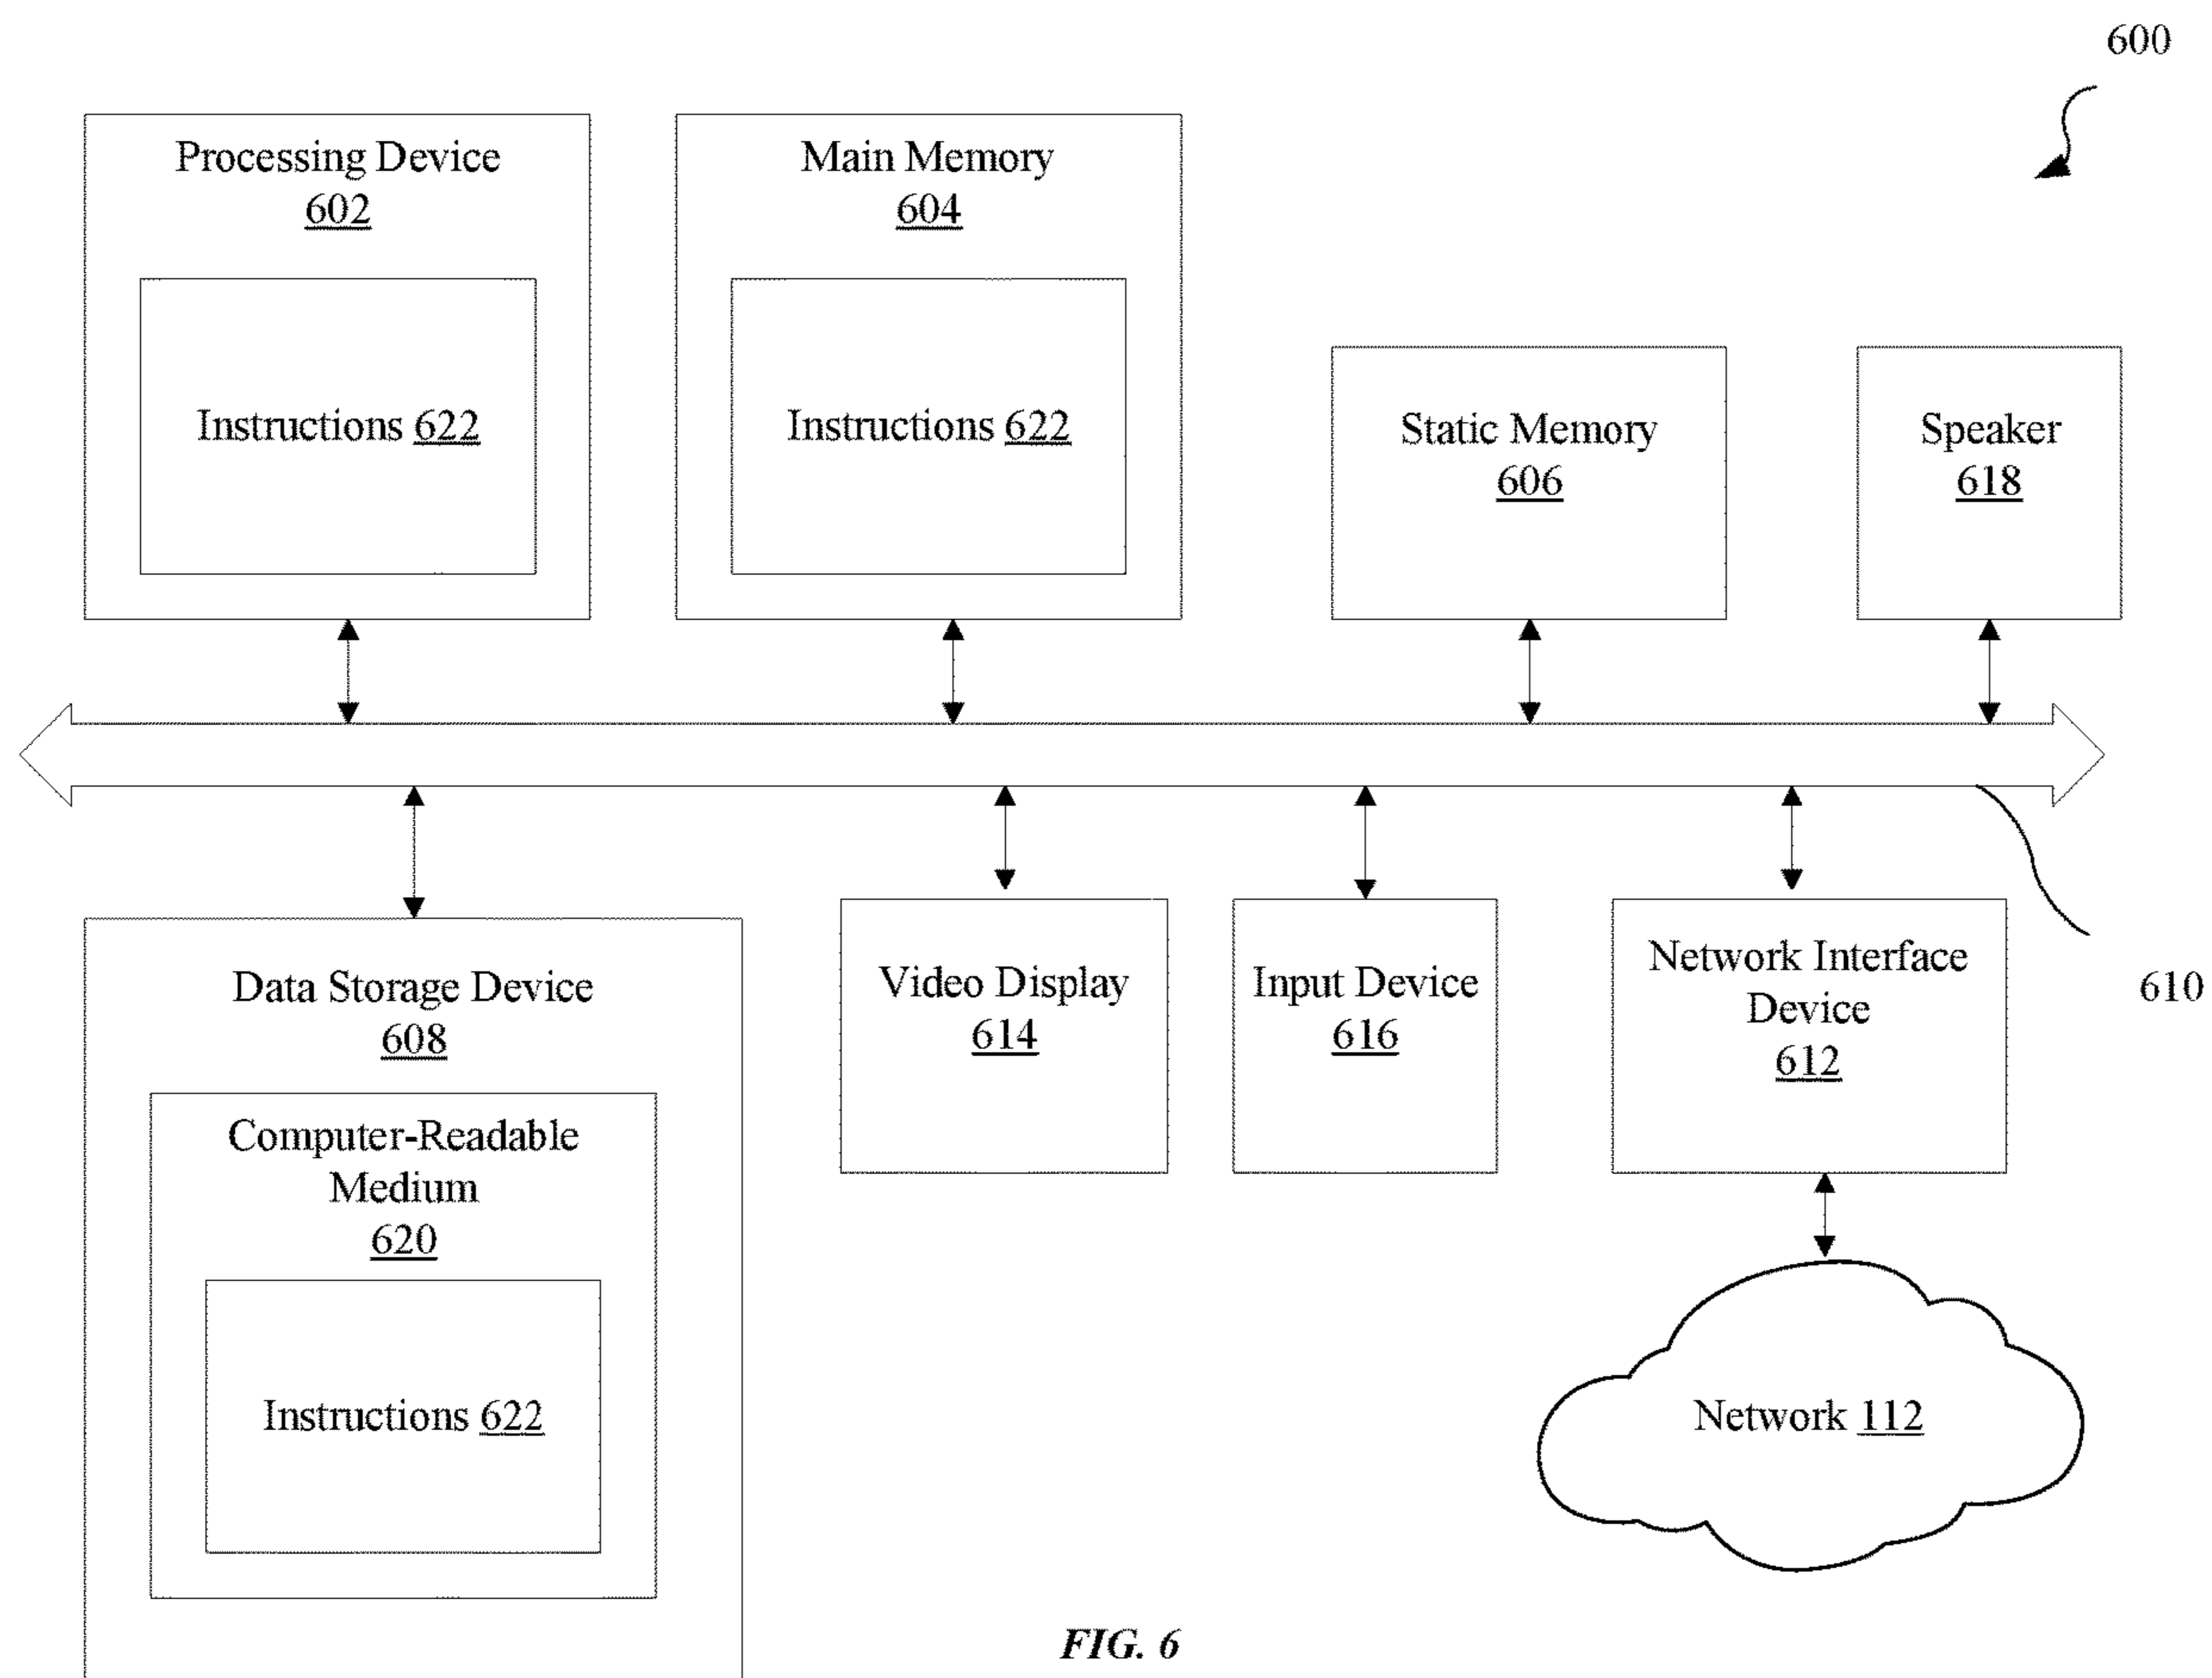 600
Processing Device
602
Instructions 622
Main Memory
604
Instructions 622
Static Memory
606
Speaker
618
Data Storage Device
608
Computer-Readable
Medium
620
Instructions 622
Video Display
614
Input Device
616
Network Interface
Device
612
610
Network 112
FIG. 6